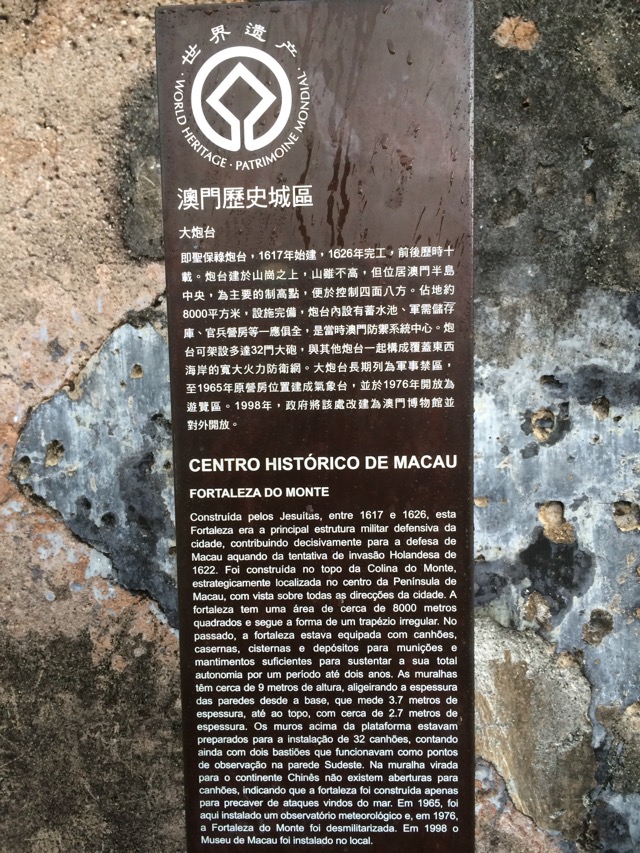 世界遺产
WORLD HERITAGE · PATRIMOINE MONDIAL
澳門歷史城區
大炮台
即聖保祿炮台，1617年始建，1626年完工，前後歷時十
載。炮台建於山崗之上，山雖不高，但位居澳門半島
中央，為主要的制高點，便於控制四面八方。佔地約
8000平方米，設施完備，炮台內設有蓄水池、軍需儲存
庫、官兵營房等一應俱全，是當時澳門防禦系統中心。炮
台可架設多達32門大砲，與其他炮台一起構成覆蓋東西
海岸的寬大火力防衛網。大炮台長期列為軍事禁區，
至1965年原營房位置建成氣象台，並於1976年開放為
遊覽區。1998年，政府將該處改建為澳門博物館並
對外開放。
CENTRO HISTÓRICO DE MACAU
FORTALEZA DO MONTE
Construída pelos Jesuítas, entre 1617 e 1626, esta
Fortaleza era a principal estrutura militar defensiva da
cidade, contribuindo decisivamente para a defesa de
Macau aquando da tentativa de invasão Holandesa de
1622. Foi construída no topo da Colina do Monte,
estrategicamente localizada no centro da Península de
Macau, com vista sobre todas as direcções da cidade. A
fortaleza tem uma área de cerca de 8000 metros
quadrados e segue a forma de um trapézio irregular. No
passado, a fortaleza estava equipada com canhões,
casernas, cisternas e depósitos para munições e
mantimentos suficientes para sustentar a sua total
autonomia por um período até dois anos. As muralhas
têm cerca de 9 metros de altura, aligeirando a espessura
das paredes desde a base, que mede 3.7 metros de
espessura, até ao topo, com cerca de 2.7 metros de
espessura. Os muros acima da plataforma estavam
preparados para a instalação de 32 canhões, contando
ainda com dois bastiões que funcionavam como pontos
de observação na parede Sudeste. Na muralha virada
para o continente Chinês não existem aberturas para
canhões, indicando que a fortaleza foi construída apenas
para precaver de ataques vindos do mar. Em 1965, foi
aqui instalado um observatório meteorológico e, em 1976,
a Fortaleza do Monte foi desmilitarizada. Em 1998 o
Museu de Macau foi instalado no local.